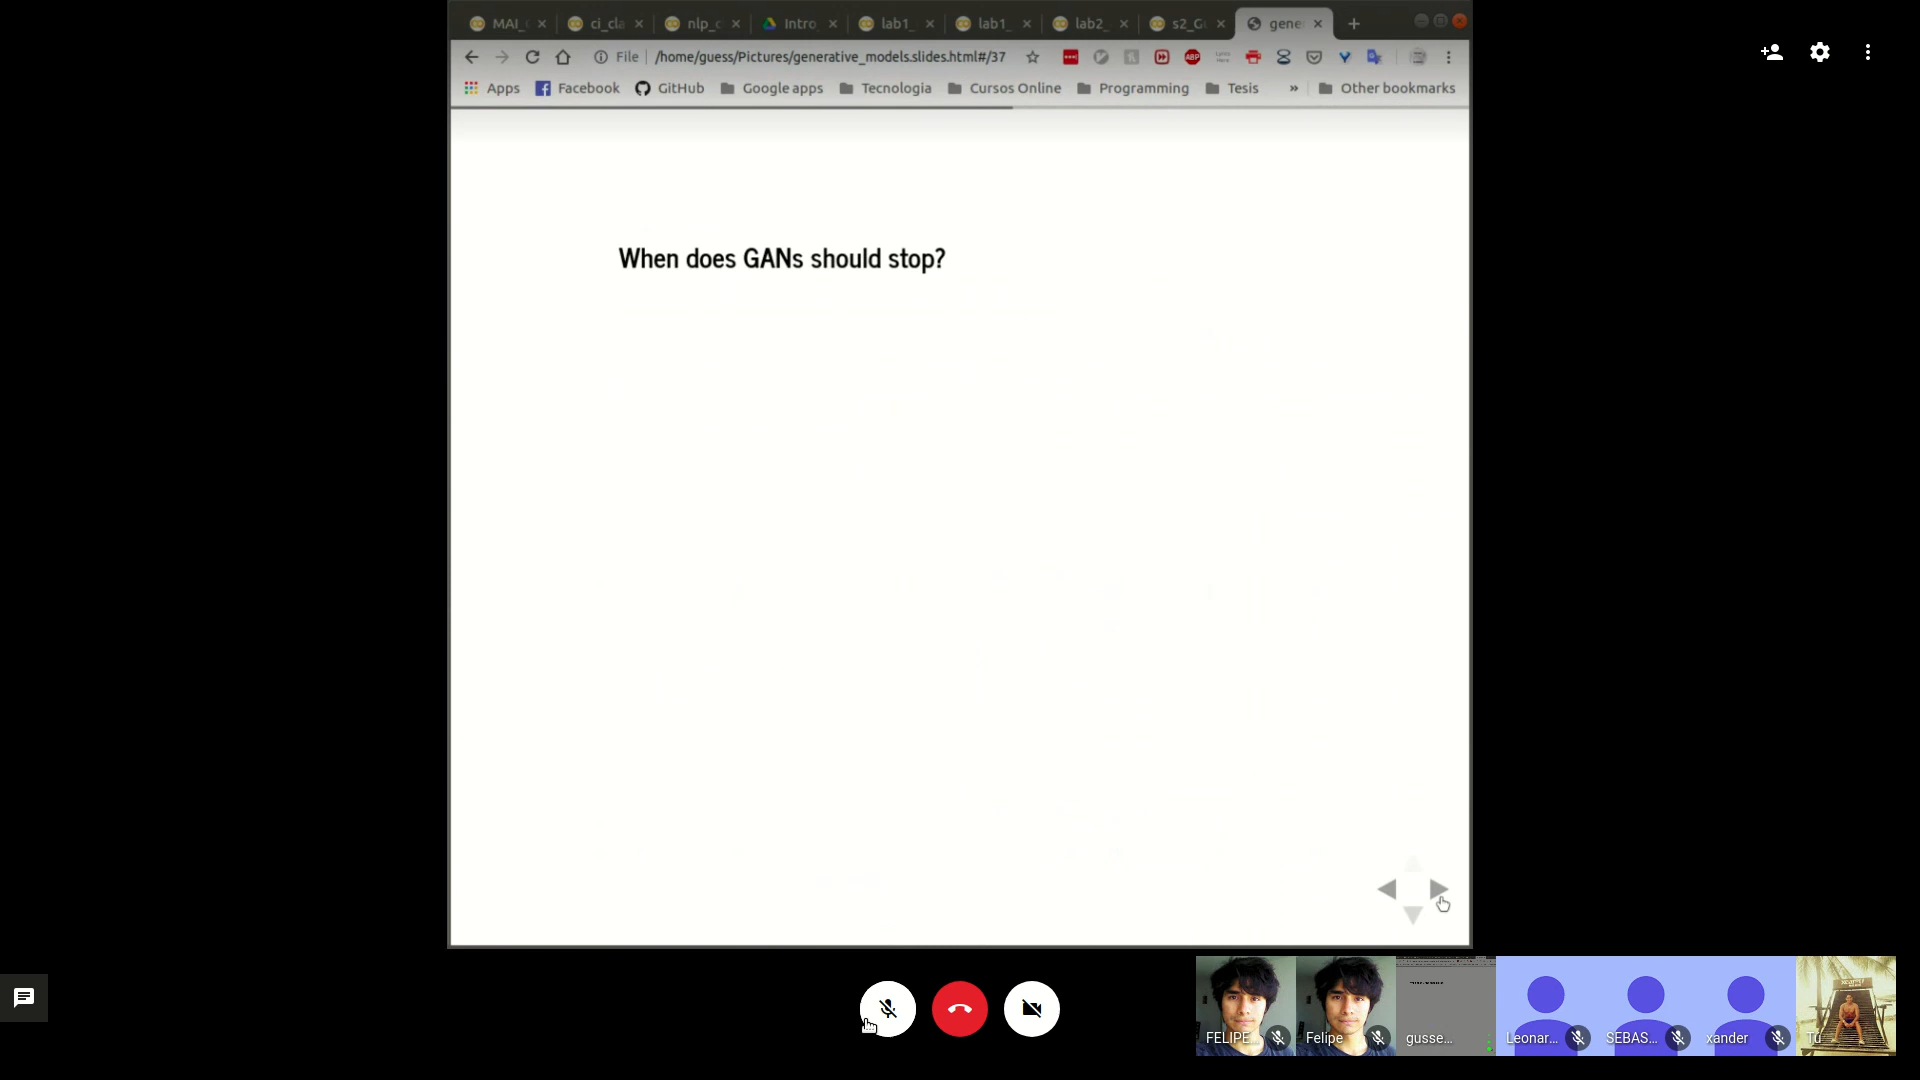 MAI_ ci_cla nlp_c Intro lab1_ lab1_ lab2_ s2_G gene
File /home/guess/Pictures/generative_models.slides.html#/37 ABP
Apps Facebook GitHub Google apps Tecnologia Cursos Online Programming Tesis » Other bookmarks
When does GANs should stop?
FELIPE... Felipe gusse... Leonar... SEBAS... xander Tú